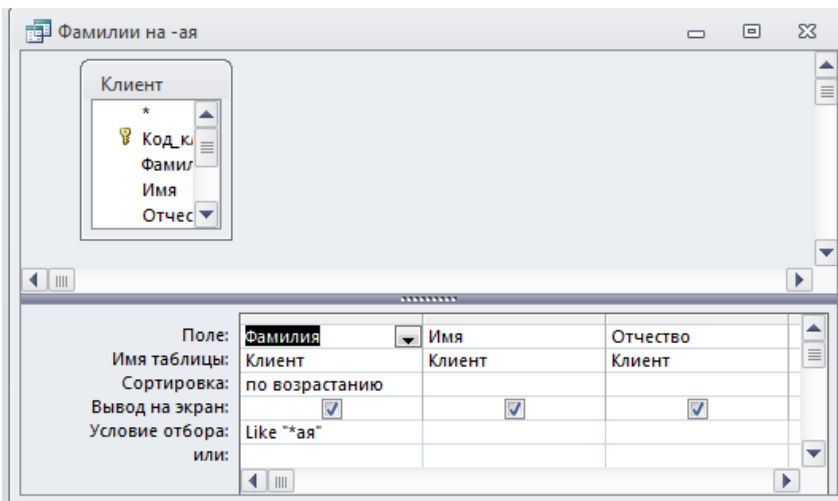 Фамилии на -ая
Клиент
*
Код_кл
Фамил
Имя
Отчес
Поле: Фамилия Имя Отчество
Имя таблицы: Клиент Клиент Клиент
Сортировка: по возрастанию
Вывод на экран:
Условие отбора: Like "*ая"
или: